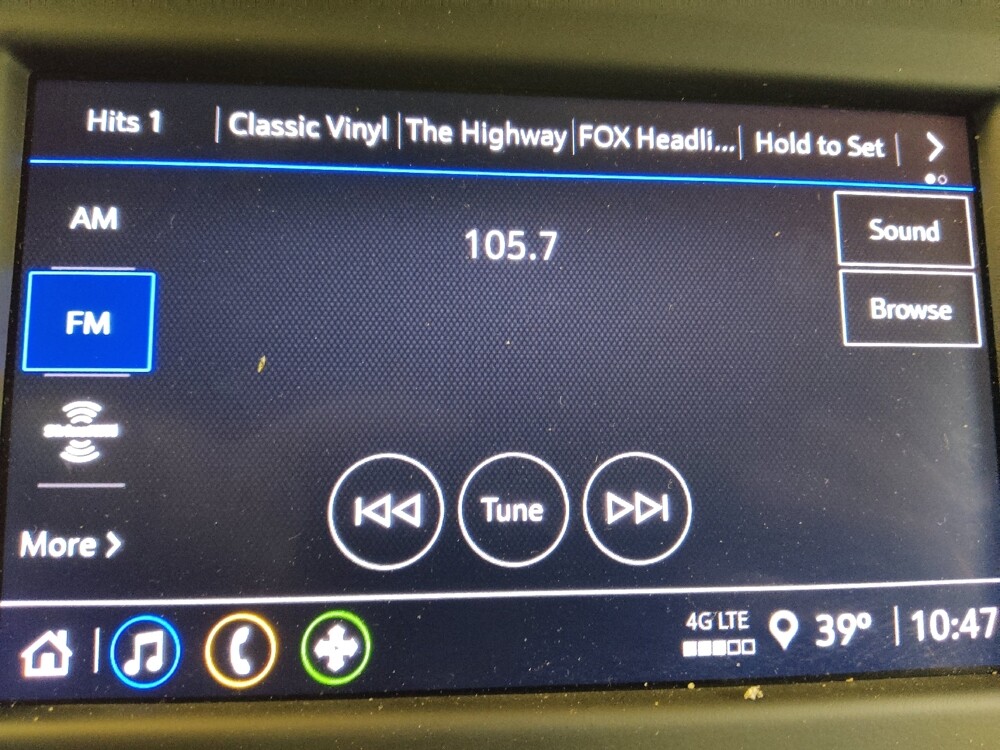 Hits 1 Classic Vinyl The Highway FOX Headli... Hold to Set
AM
105.7
Sound
FM
Browse
Tune
More
4G LTE
39° 10:47